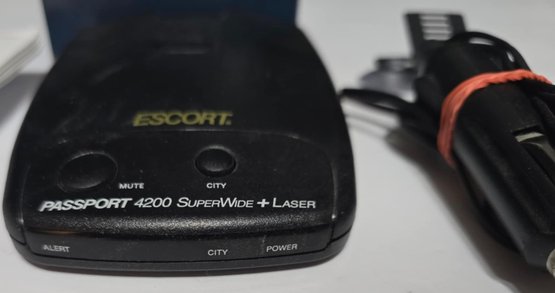 ESCORT.
MUTE CITY
PASSPORT 4200 SUPERWIDE + LASER
ALERT CITY POWER